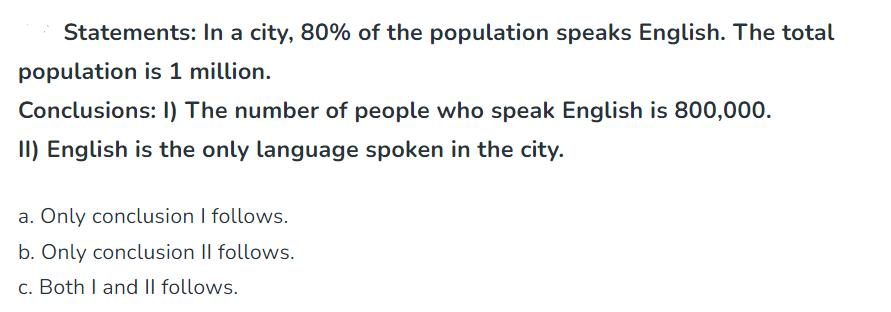 Statements: In a city, 80% of the population speaks English. The total
population is 1 million.
Conclusions: I) The number of people who speak English is 800,000.
II) English is the only language spoken in the city.
a. Only conclusion I follows.
b. Only conclusion II follows.
c. Both I and II follows.